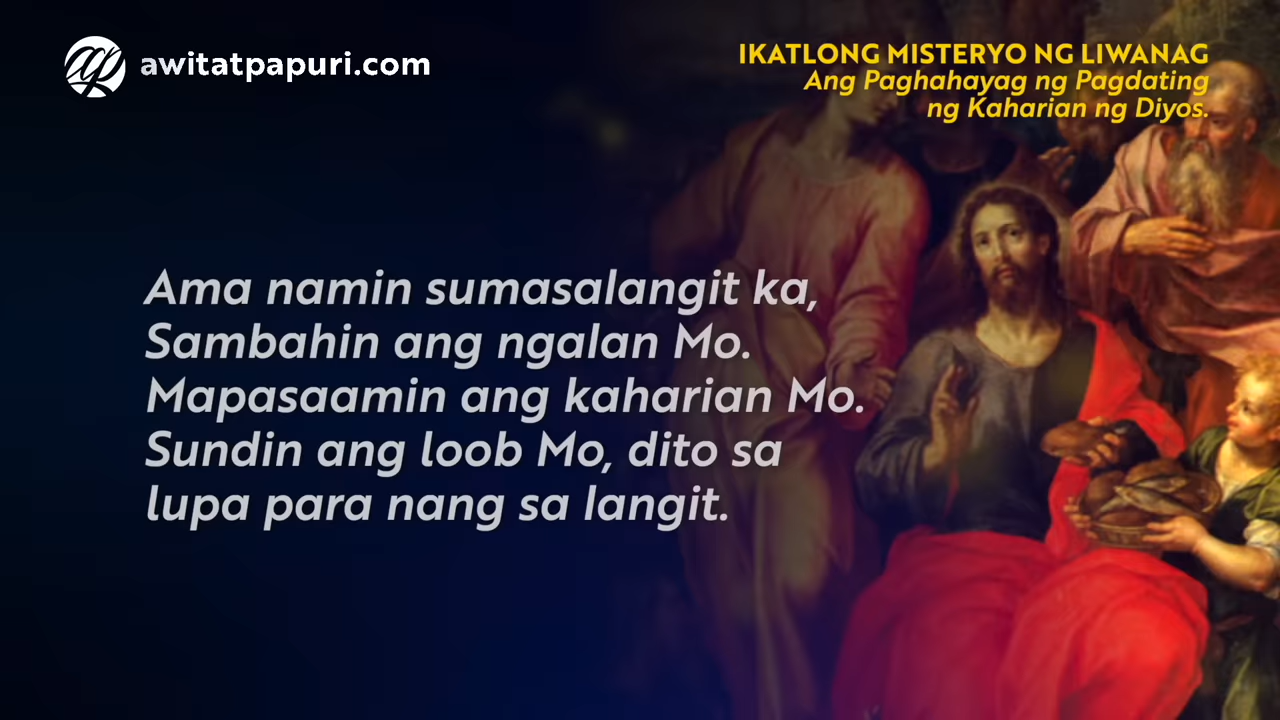 awitatpapuri.com
IKATLONG MISTERYO NG LIWANAG
Ang Paghahayag ng Pagdating
ng Kaharian ng Diyos.
Ama namin sumasalangit ka,
Sambahin ang ngalan Mo.
Mapasaamin ang kaharian Mo.
Sundin ang loob Mo, dito sa
lupa para nang sa langit.